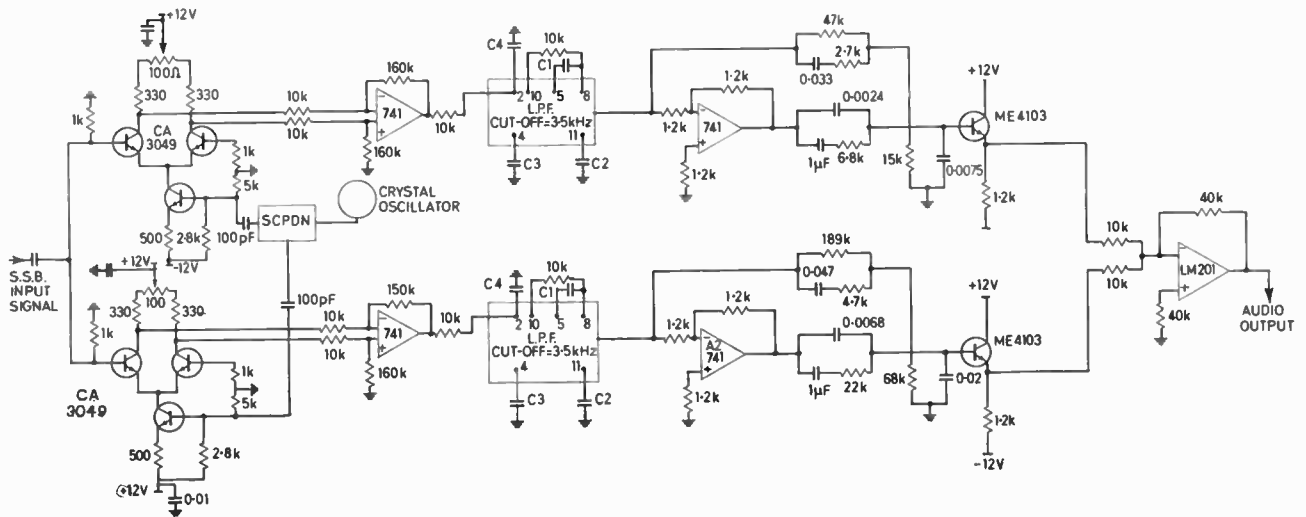 +12V
100Ω
330
330
1k
CA
3049
1k
5k
500
2·8k
100pF
-12V
SCPDN
CRYSTAL
OSCILLATOR
10k
10k
160k
741
160k
10k
C4
10k
C1
2
10
5
8
L.P.F.
CUT-OFF=3·5kHz
4
11
C3
C2
1·2k
1·2k
741
1·2k
47k
0·033
2·7k
0·0024
1µF
6·8k
15k
0·0075
+12V
ME4103
1·2k
S.S.B.
INPUT
SIGNAL
+12V
100
330
330
1k
CA
3049
1k
5k
500
2·8k
+12V
0·01
100pF
10k
10k
150k
741
160k
10k
C4
10k
C1
2
10
5
8
L.P.F.
CUT-OFF=3·5kHz
4
11
C3
C2
1·2k
1·2k
A2
741
1·2k
189k
0·047
4·7k
0·0068
1µF
22k
68k
0·02
+12V
ME4103
1·2k
-12V
10k
10k
40k
LM201
40k
AUDIO
OUTPUT